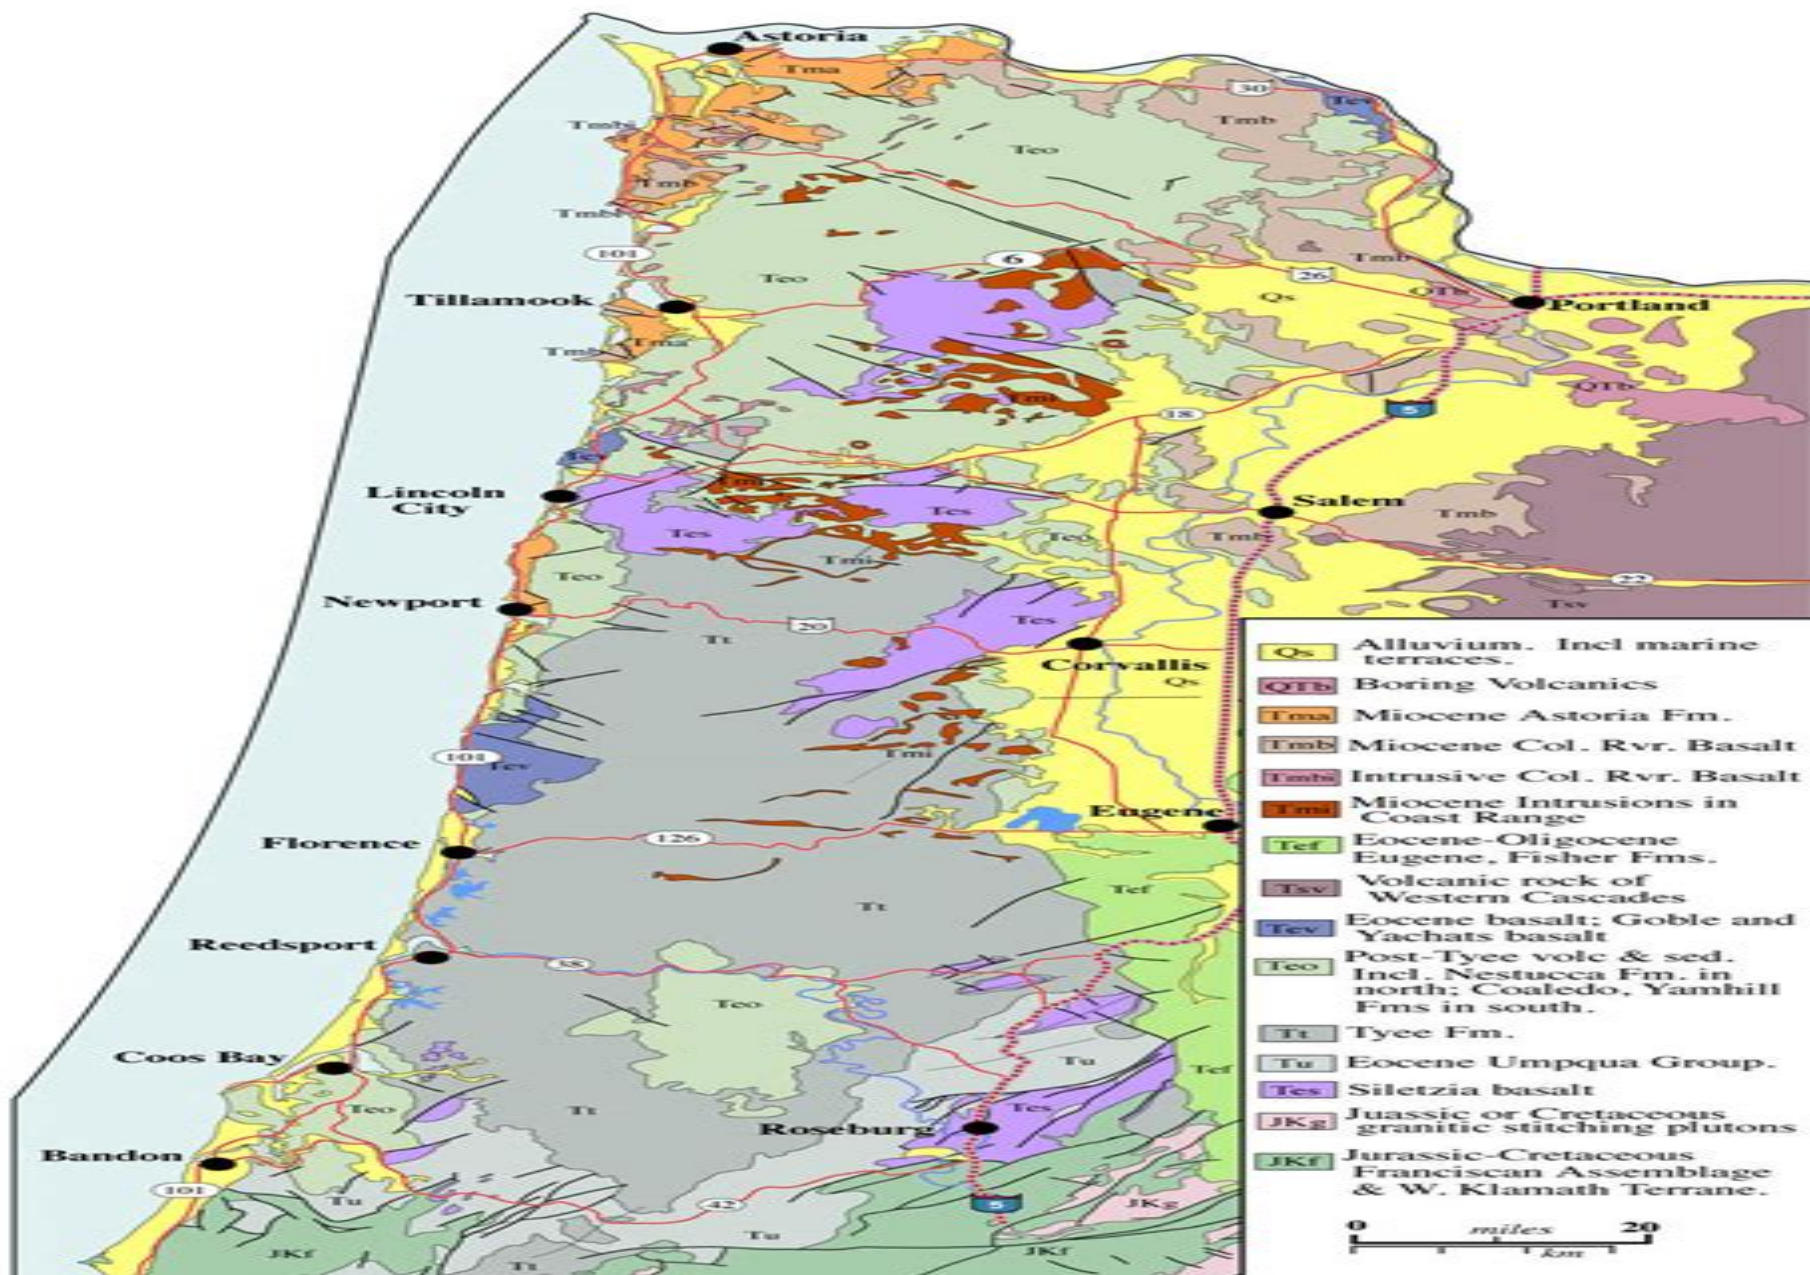 Astoria
Tma
30
Tev
Tmbi
Tmb
Teo
Tmb
Tmbi
101
6
Tmb
26
Teo
Qs
QTb
Tillamook
Portland
Tma
Tmb
QTb
Tmi
18
5
Tev
Lincoln
City
Tmi
Tes
Salem
Tmb
Tes
Teo
Tmb
Tmi
Teo
22
Newport
Tsv
Tes
20
Tt
Corvallis
Qs
101
Tev
Tmi
Eugene
Florence
126
Tef
Tt
Reedsport
38
Teo
Coos Bay
Tu
Tef
Teo
Tt
Tes
Roseburg
Bandon
101
Tu
42
5
JKg
Tu
JKf
JKf
Tt
Qs Alluvium. Incl marine
terraces.
QTb Boring Volcanics
Tma Miocene Astoria Fm.
Tmb Miocene Col. Rvr. Basalt
Tmbi Intrusive Col. Rvr. Basalt
Tmi Miocene Intrusions in
Coast Range
Tef Eocene-Oligocene
Eugene, Fisher Fms.
Tsv Volcanic rock of
Western Cascades
Tev Eocene basalt; Goble and
Yachats basalt
Teo Post-Tyee volc & sed.
Incl. Nestucca Fm. in
north; Coaledo, Yamhill
Fms in south.
Tt Tyee Fm.
Tu Eocene Umpqua Group.
Tes Siletzia basalt
JKg Juassic or Cretaceous
granitic stitching plutons
JKf Jurassic-Cretaceous
Franciscan Assemblage
& W. Klamath Terrane.
0 miles 20
km